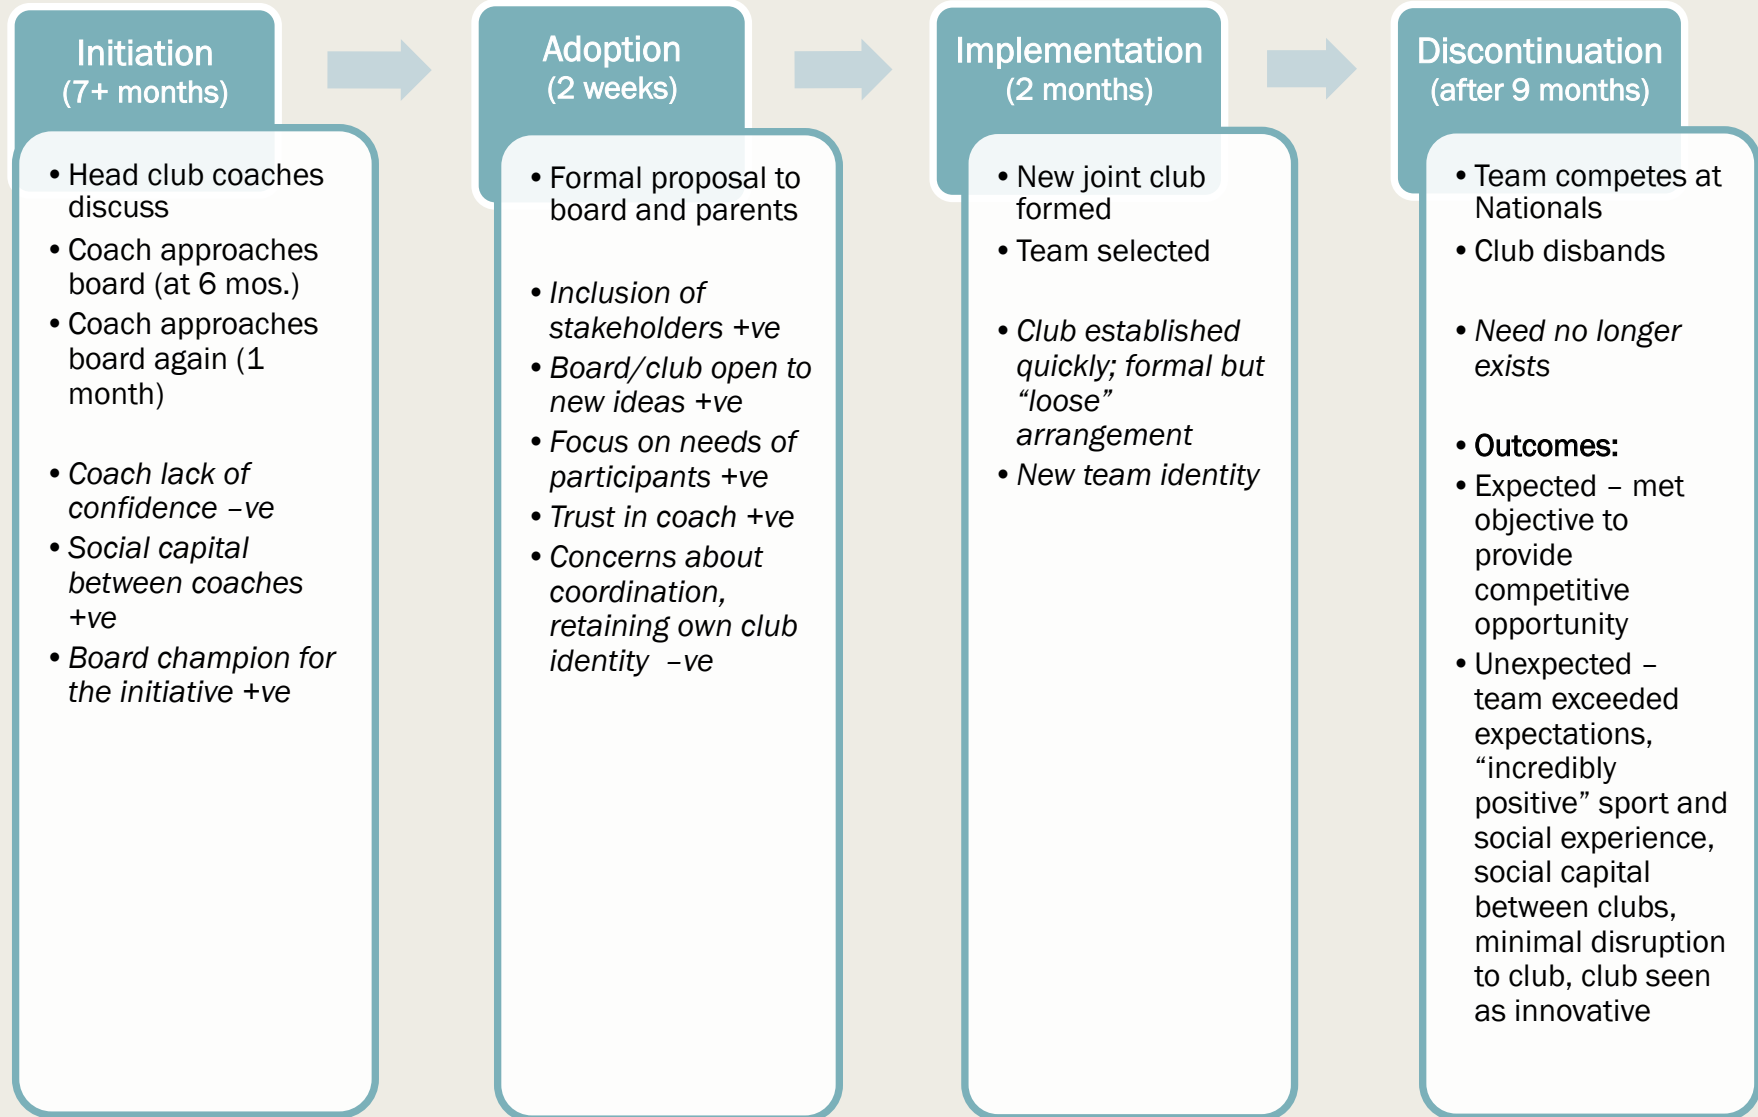 Initiation
(7+ months)
• Head club coaches
discuss
• Coach approaches
board (at 6 mos.)
• Coach approaches
board again (1
month)
• Coach lack of
confidence –ve
• Social capital
between coaches
+ve
• Board champion for
the initiative +ve
Adoption
(2 weeks)
• Formal proposal to
board and parents
• Inclusion of
stakeholders +ve
• Board/club open to
new ideas +ve
• Focus on needs of
participants +ve
• Trust in coach +ve
• Concerns about
coordination,
retaining own club
identity –ve
Implementation
(2 months)
• New joint club
formed
• Team selected
• Club established
quickly; formal but
“loose”
arrangement
• New team identity
Discontinuation
(after 9 months)
• Team competes at
Nationals
• Club disbands
• Need no longer
exists
• Outcomes:
• Expected – met
objective to
provide
competitive
opportunity
• Unexpected –
team exceeded
expectations,
“incredibly
positive” sport and
social experience,
social capital
between clubs,
minimal disruption
to club, club seen
as innovative